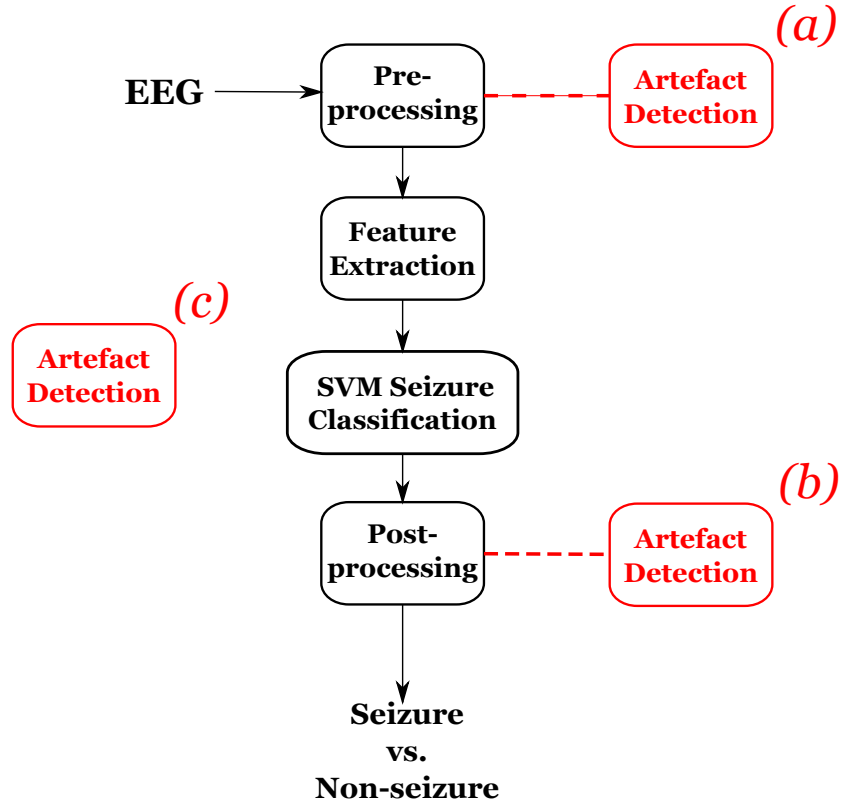 (a)
EEG
Pre-
processing
Artefact
Detection
Feature
Extraction
(c)
Artefact
Detection
SVM Seizure
Classification
(b)
Post-
processing
Artefact
Detection
Seizure
vs.
Non-seizure